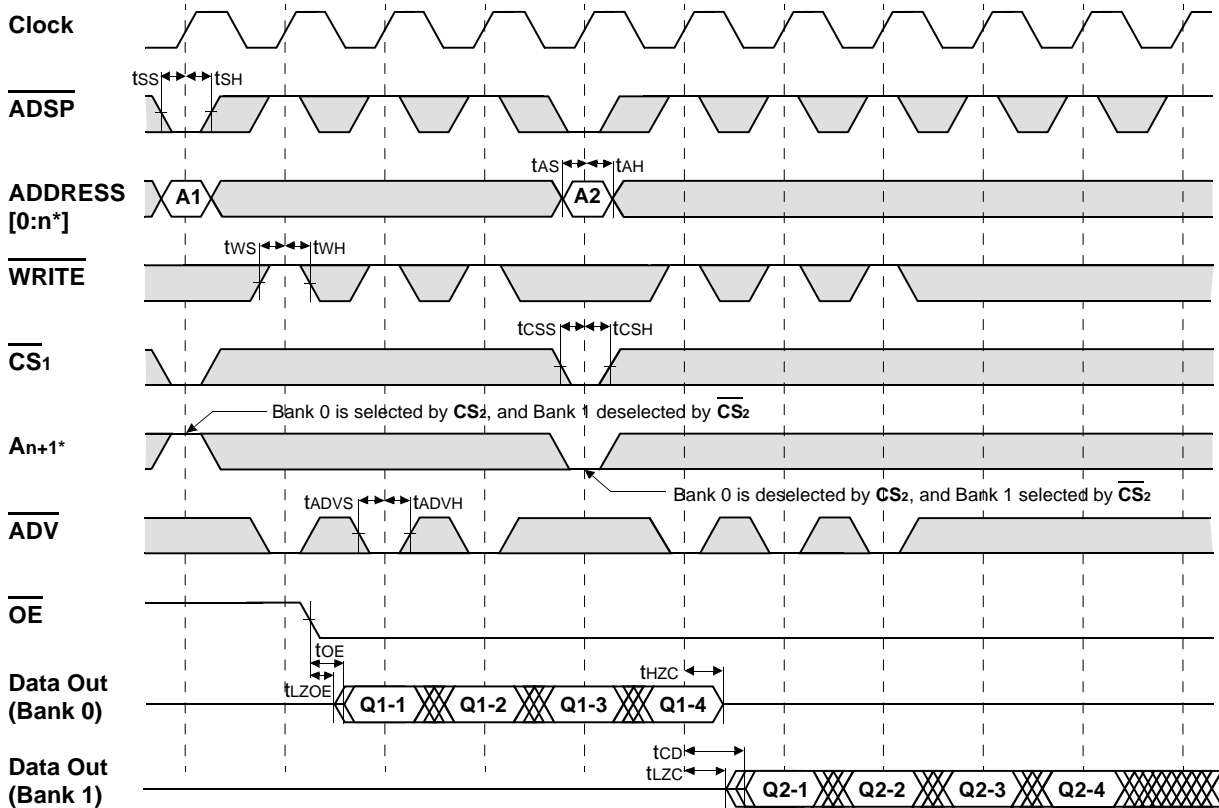 Clock
tSS tSH
ADSP
tAS tAH
ADDRESS
[0:n*]
A1 A2
tWS tWH
WRITE
tCSS tCSH
CS1
Bank 0 is selected by CS2, and Bank 1 deselected by CS2
An+1*
Bank 0 is deselected by CS2, and Bank 1 selected by CS2
tADVS tADVH
ADV
OE
tOE
tHZC
tLZOE
Data Out
(Bank 0)
Q1-1 Q1-2 Q1-3 Q1-4
tCD
tLZC
Data Out
(Bank 1)
Q2-1 Q2-2 Q2-3 Q2-4